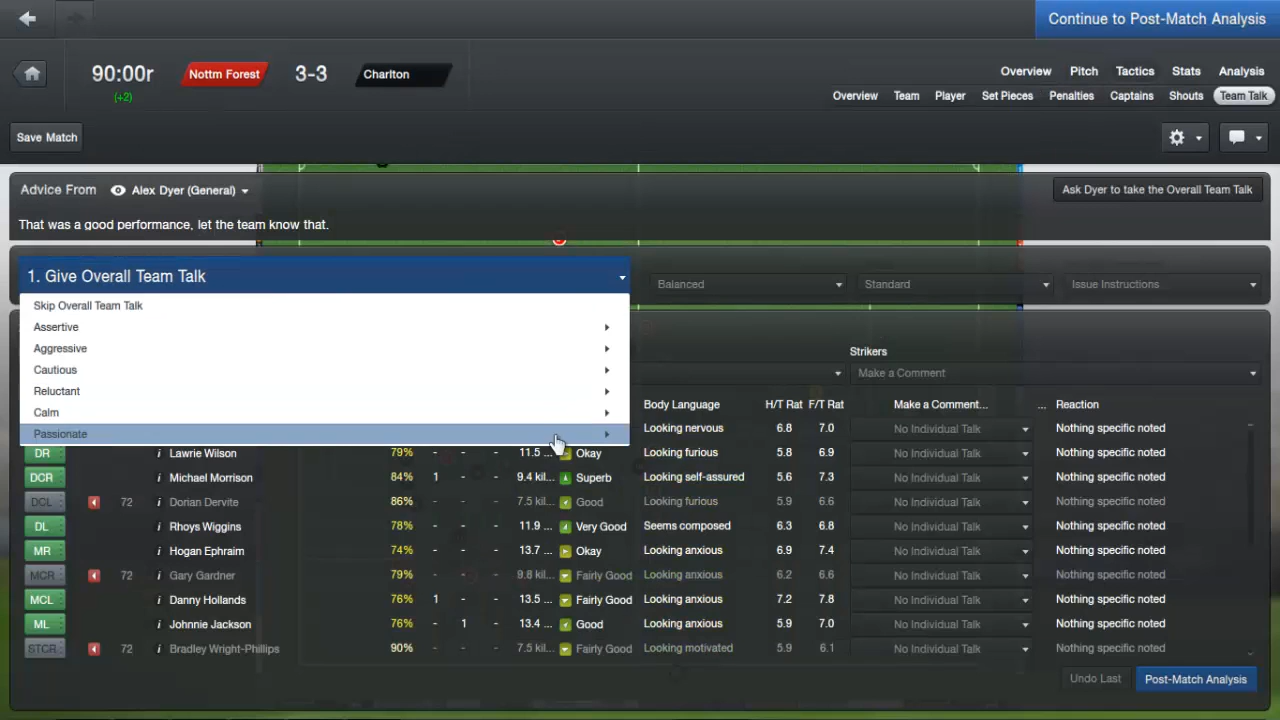 Continue to Post-Match Analysis
90:00r Nottm Forest 3-3 Charlton
(+2)
Overview Pitch Tactics Stats Analysis
Overview Team Player Set Pieces Penalties Captains Shouts Team Talk
Save Match
Advice From Alex Dyer (General) Ask Dyer to take the Overall Team Talk
That was a good performance, let the team know that.
1. Give Overall Team Talk Balanced Standard Issue Instructions
Skip Overall Team Talk
Assertive
Aggressive
Cautious
Reluctant
Calm
Passionate
Strikers
Make a Comment
Body Language H/T Rat F/T Rat Make a Comment... ... Reaction
Looking nervous 6.8 7.0 No Individual Talk Nothing specific noted
DR Lawrie Wilson 79% - - - 11.5 ... Okay Looking furious 5.8 6.9 No Individual Talk Nothing specific noted
DCR i Michael Morrison 84% 1 - - 9.4 kil... Superb Looking self-assured 5.6 7.3 No Individual Talk Nothing specific noted
DCL 72 i Dorian Dervite 86% - - - 7.5 kil... Good Looking furious 5.9 6.6 No Individual Talk Nothing specific noted
DL i Rhoys Wiggins 78% - - - 11.9 ... Very Good Seems composed 6.3 6.8 No Individual Talk Nothing specific noted
MR i Hogan Ephraim 74% - - - 13.7 ... Okay Looking anxious 6.9 7.4 No Individual Talk Nothing specific noted
MCR 72 i Gary Gardner 79% - - - 9.8 kil... Fairly Good Looking anxious 6.2 6.6 No Individual Talk Nothing specific noted
MCL i Danny Hollands 76% 1 - - 13.5 ... Fairly Good Looking anxious 7.2 7.8 No Individual Talk Nothing specific noted
ML i Johnnie Jackson 76% - 1 - 13.4 ... Good Looking anxious 5.9 7.0 No Individual Talk Nothing specific noted
STCR 72 i Bradley Wright-Phillips 90% - - - 7.5 kil... Fairly Good Looking motivated 5.9 6.1 No Individual Talk Nothing specific noted
Undo Last Post-Match Analysis